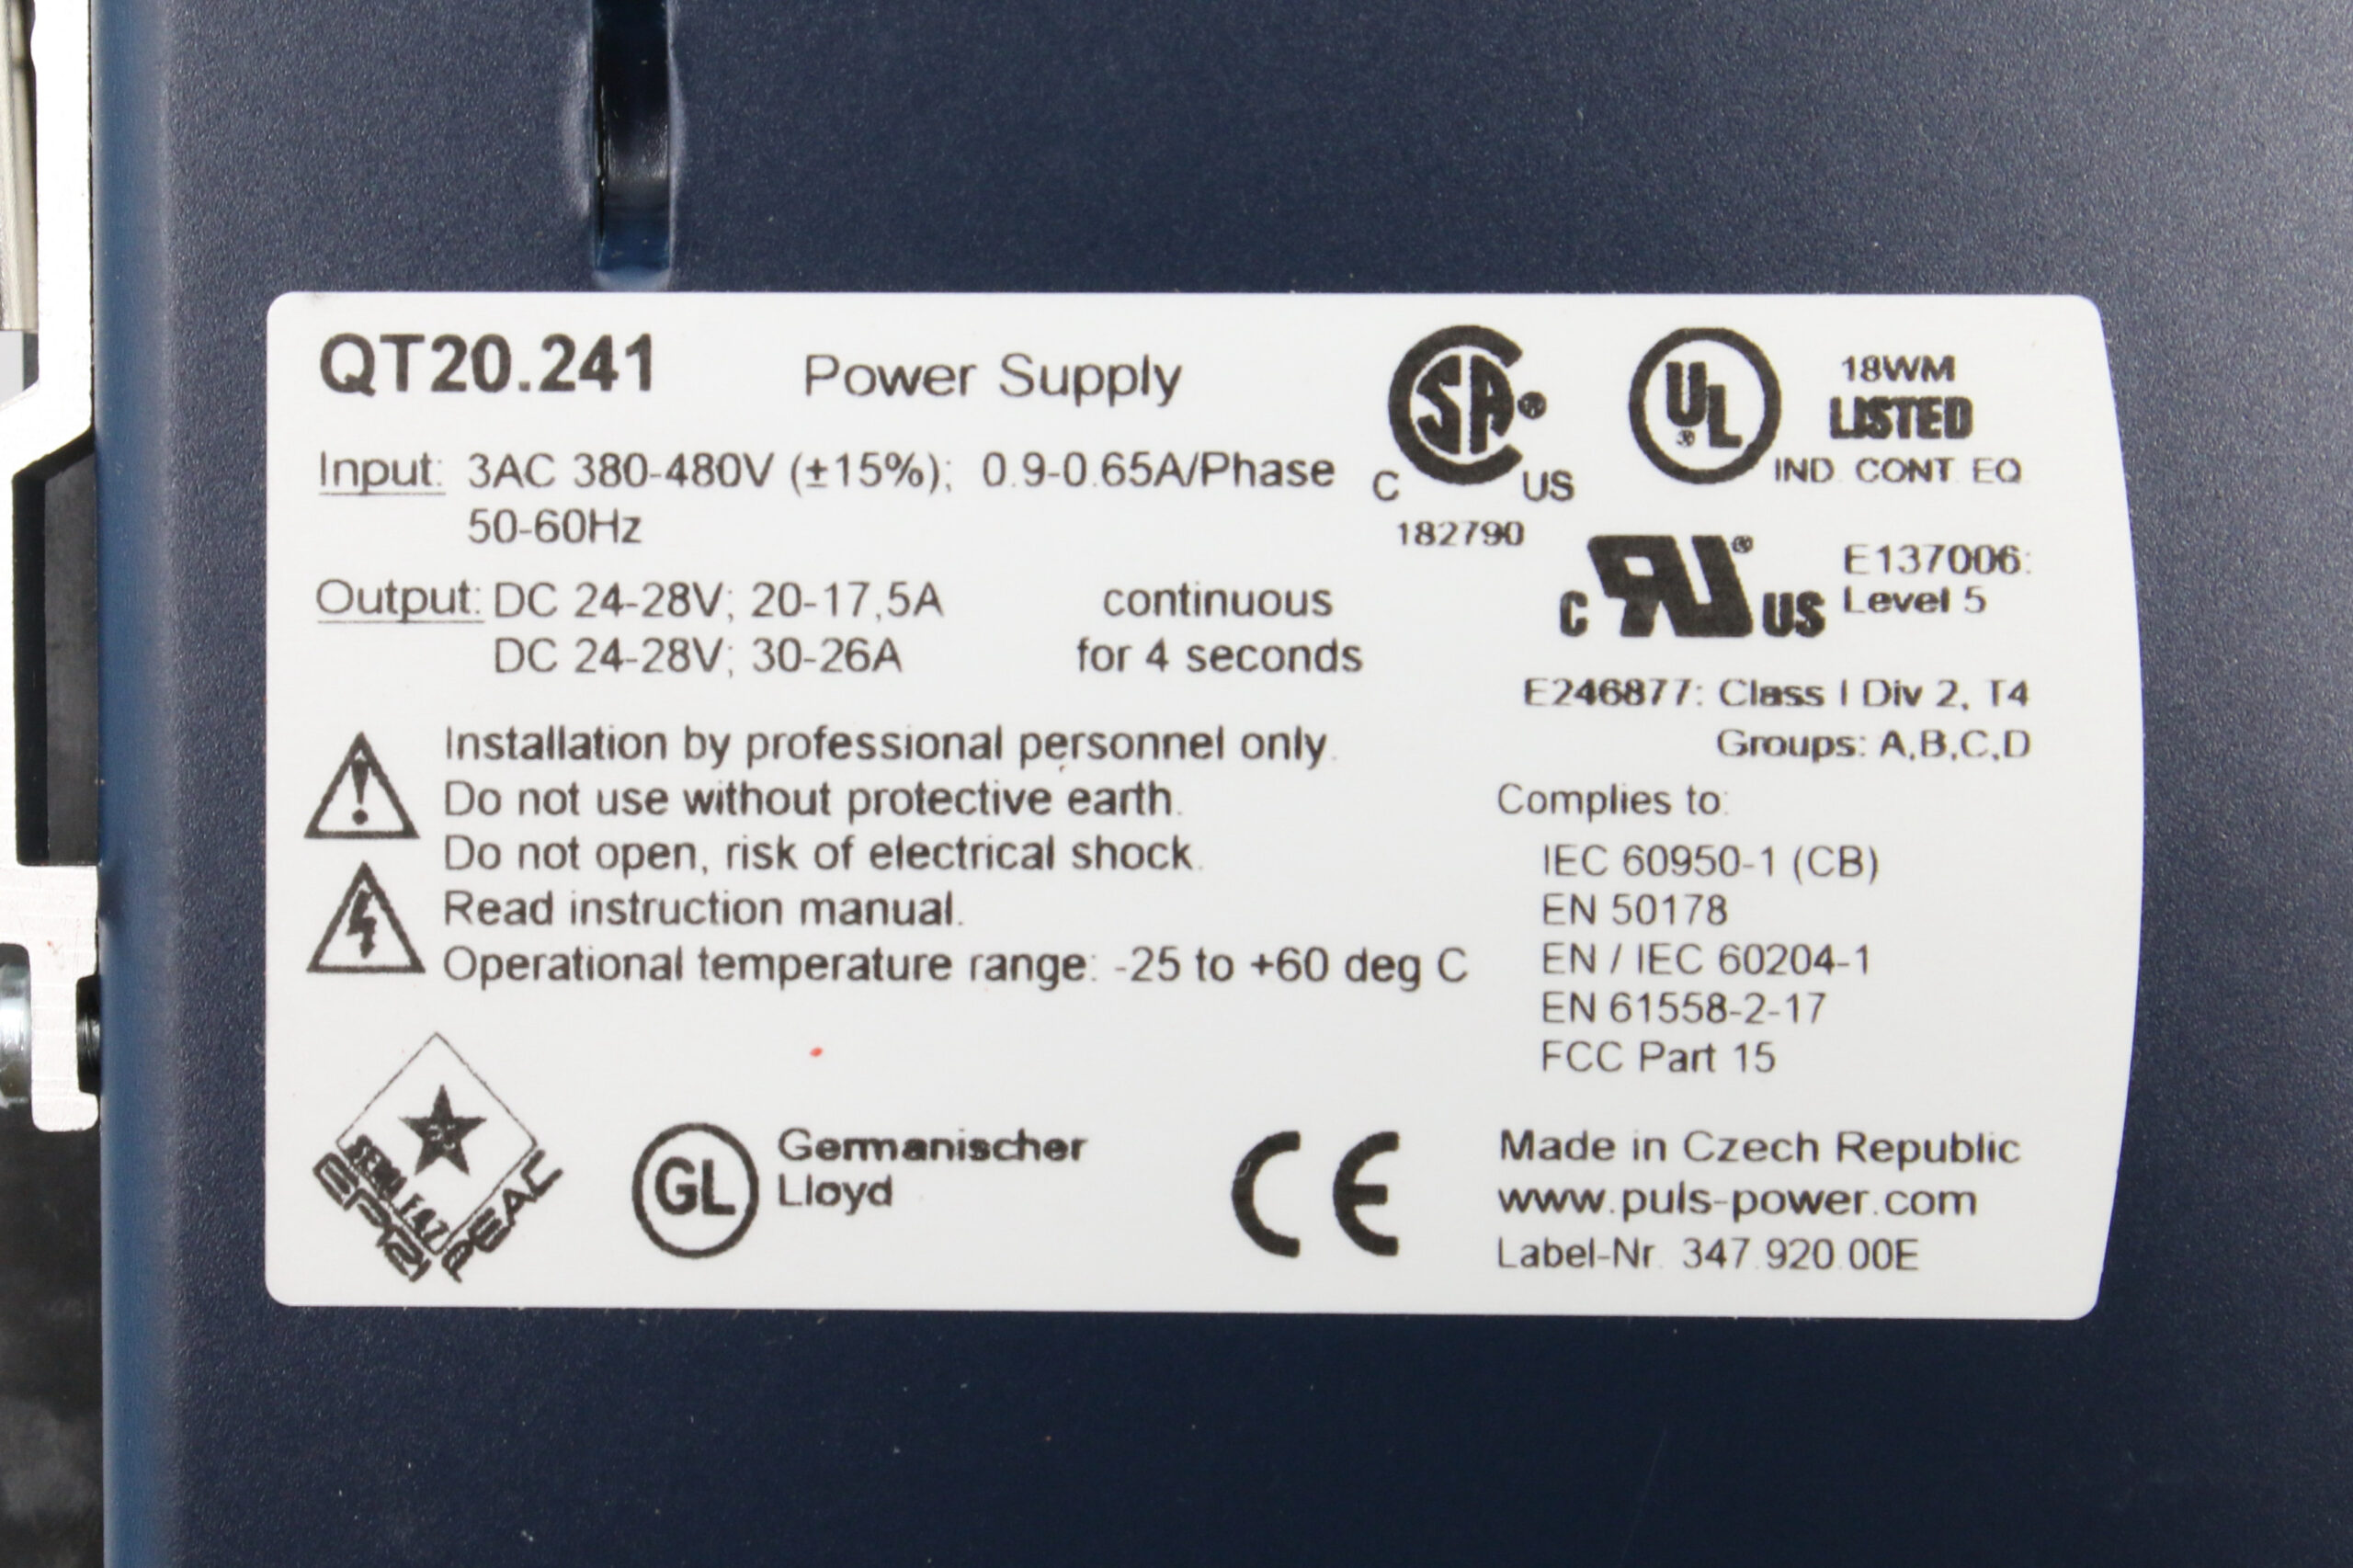 QT20.241 Power Supply
Input: 3AC 380-480V (±15%); 0.9-0.65A/Phase
50-60Hz
Output: DC 24-28V; 20-17,5A continuous
DC 24-28V; 30-26A for 4 seconds
Installation by professional personnel only.
Do not use without protective earth.
Do not open, risk of electrical shock.
Read instruction manual.
Operational temperature range: -25 to +60 deg C
SEMI F47
GL Germanischer
Lloyd
CE
SA®
C US
182790
UL® 18WM
LISTED
IND. CONT. EQ.
C RU® US E137006:
Level 5
E246877: Class I Div 2, T4
Groups: A,B,C,D
Complies to:
IEC 60950-1 (CB)
EN 50178
EN / IEC 60204-1
EN 61558-2-17
FCC Part 15
Made in Czech Republic
www.puls-power.com
Label-Nr. 347.920.00E